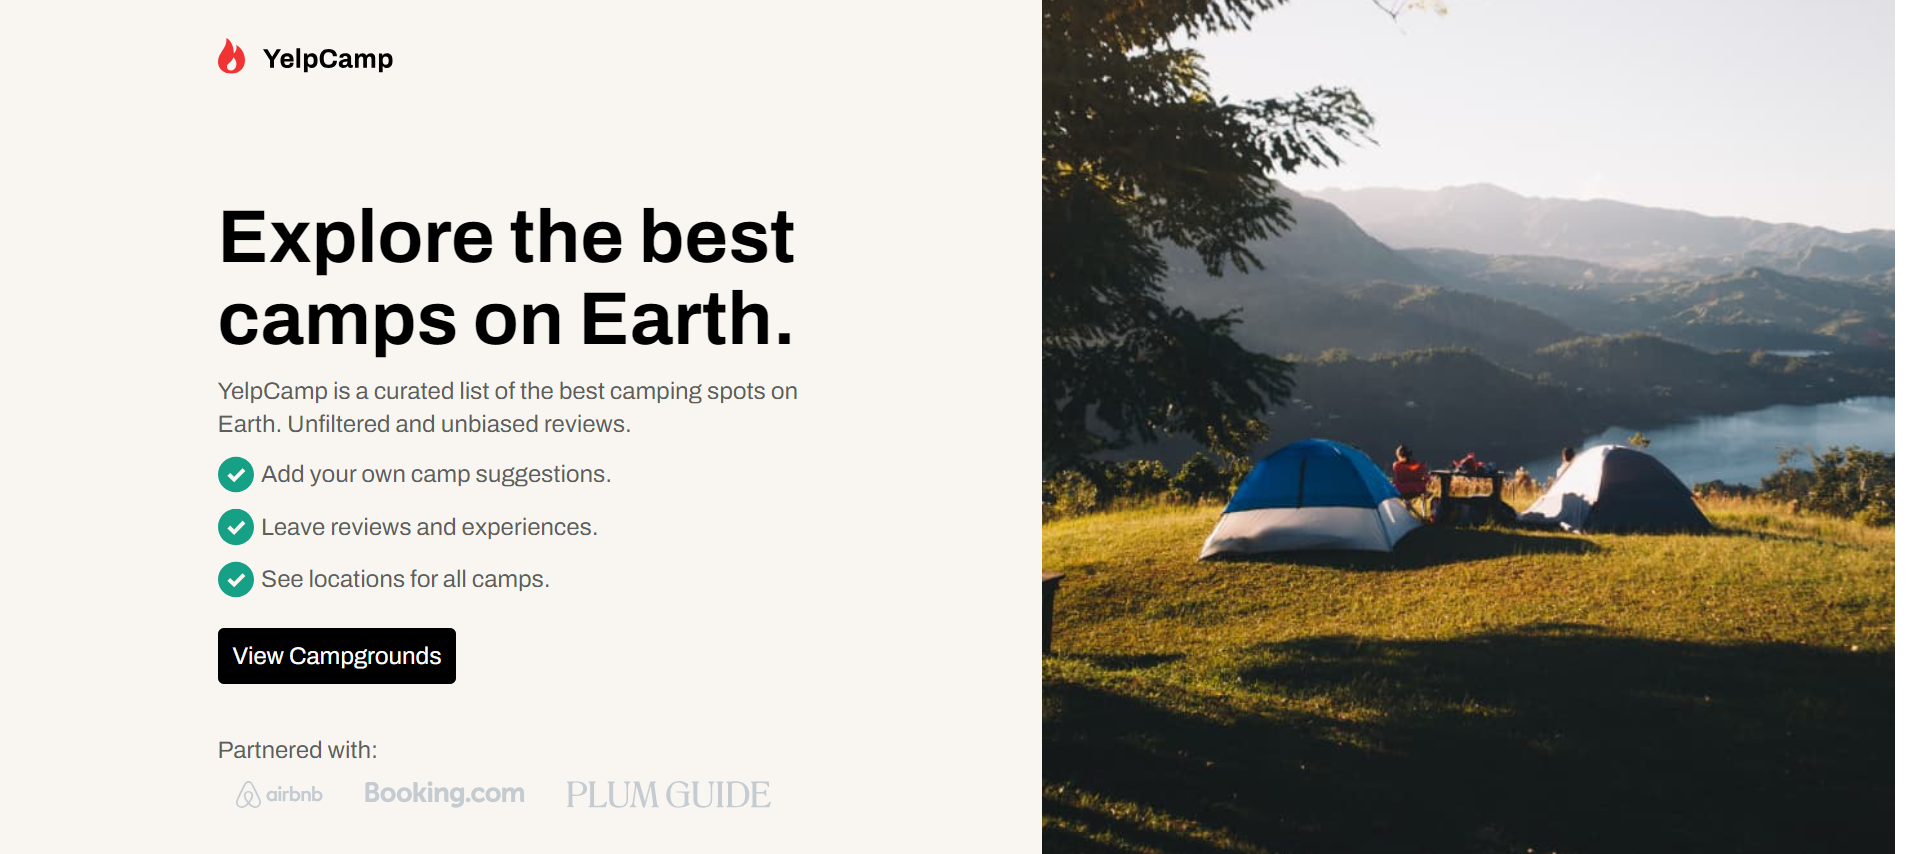 YelpCamp
Explore the best
camps on Earth.
YelpCamp is a curated list of the best camping spots on
Earth. Unfiltered and unbiased reviews.
Add your own camp suggestions.
Leave reviews and experiences.
See locations for all camps.
View Campgrounds
Partnered with:
airbnb Booking.com PLUM GUIDE